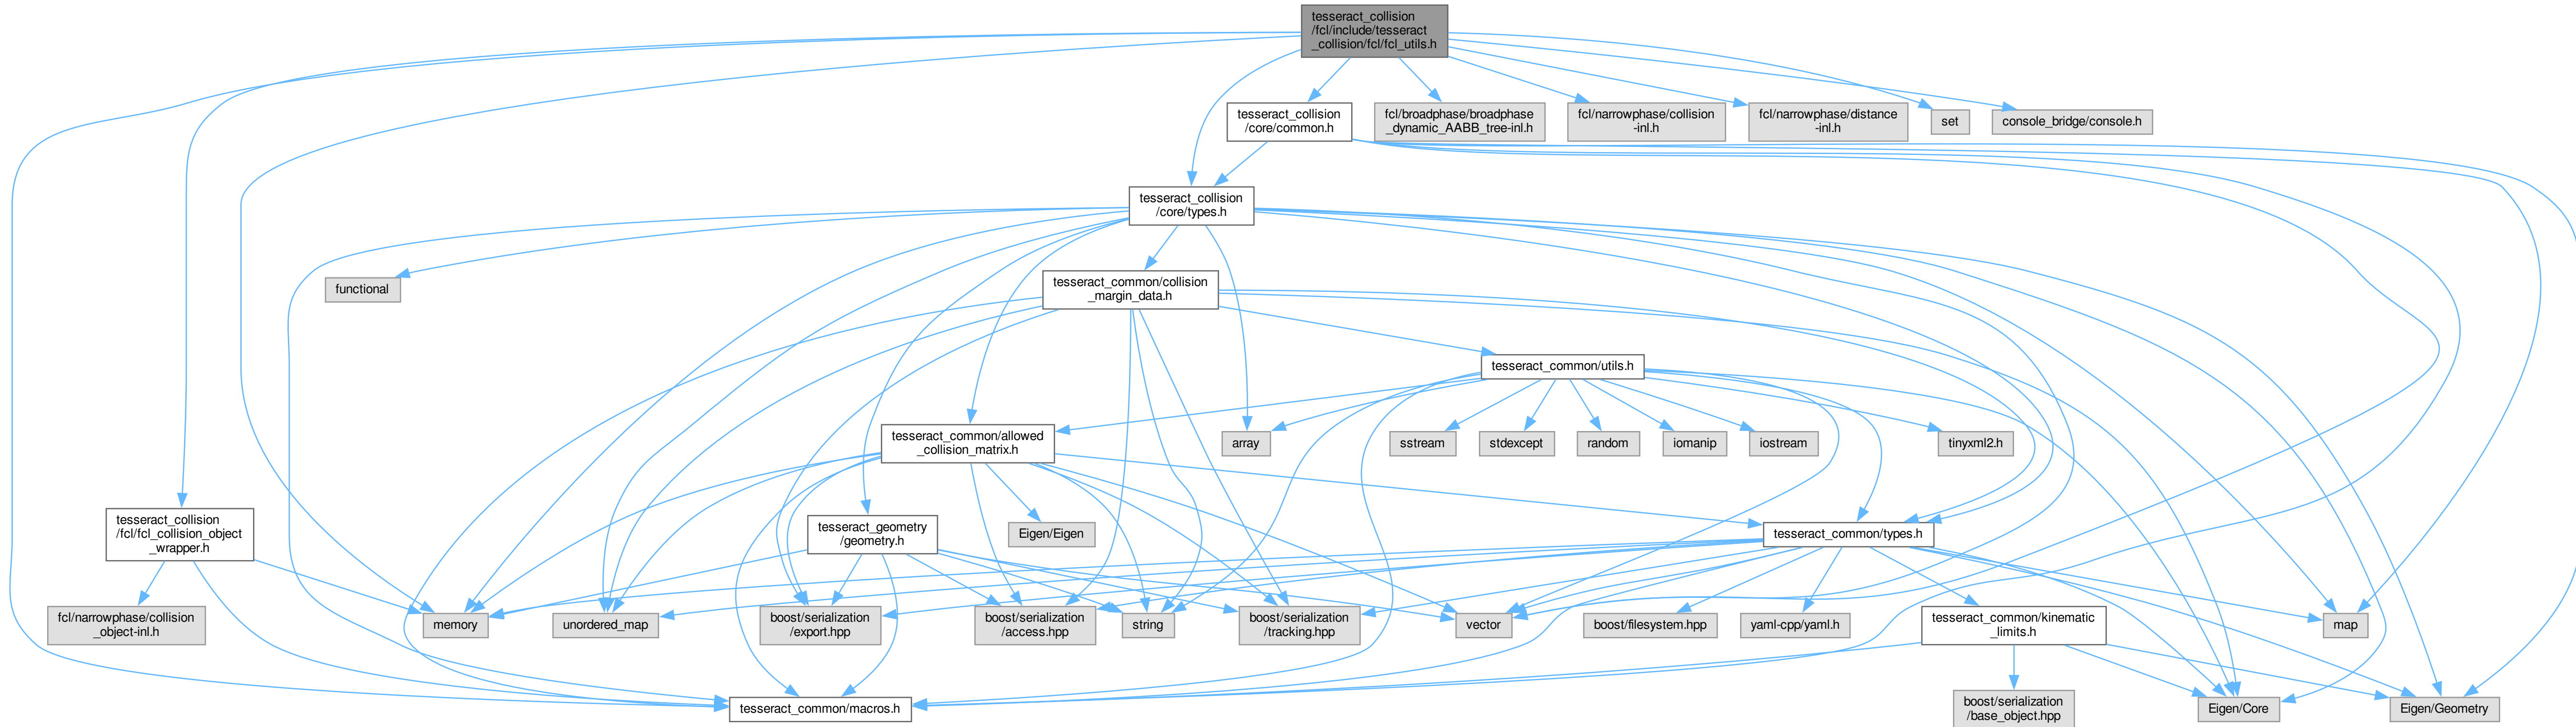 tesseract_collision
/fcl/include/tesseract
_collision/fcl/fcl_utils.h
tesseract_collision
/core/common.h
fcl/broadphase/broadphase
_dynamic_AABB_tree-inl.h
fcl/narrowphase/collision
-inl.h
fcl/narrowphase/distance
-inl.h
set
console_bridge/console.h
tesseract_collision
/core/types.h
functional
tesseract_common/collision
_margin_data.h
tesseract_common/utils.h
tesseract_common/allowed
_collision_matrix.h
array
sstream
stdexcept
random
iomanip
iostream
tinyxml2.h
tesseract_collision
/fcl/fcl_collision_object
_wrapper.h
tesseract_geometry
/geometry.h
Eigen/Eigen
tesseract_common/types.h
fcl/narrowphase/collision
_object-inl.h
memory
unordered_map
boost/serialization
/export.hpp
boost/serialization
/access.hpp
string
boost/serialization
/tracking.hpp
vector
boost/filesystem.hpp
yaml-cpp/yaml.h
tesseract_common/kinematic
_limits.h
map
tesseract_common/macros.h
boost/serialization
/base_object.hpp
Eigen/Core
Eigen/Geometry